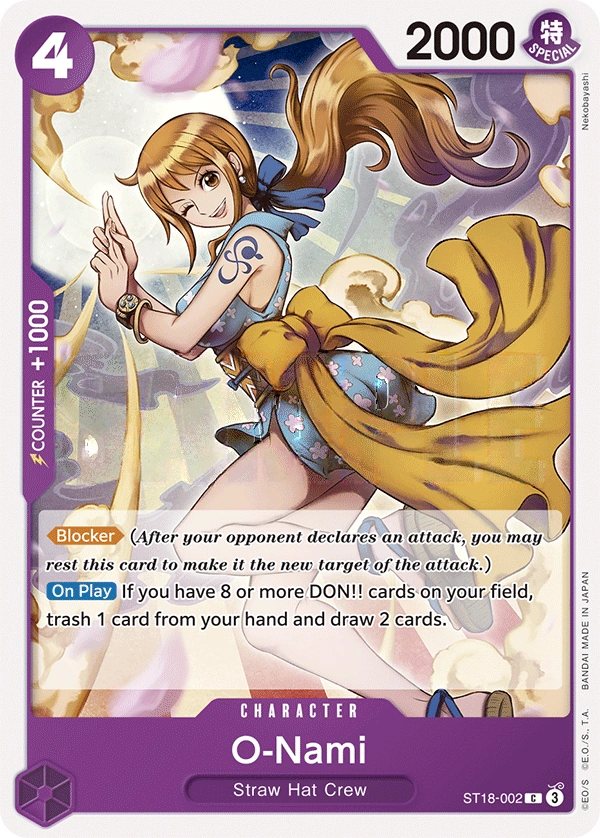 4
2000
特
SPECIAL
Nekobayashi
COUNTER +1000
Blocker (After your opponent declares an attack, you may
rest this card to make it the new target of the attack.)
On Play If you have 8 or more DON!! cards on your field,
trash 1 card from your hand and draw 2 cards.
CHARACTER
O-Nami
Straw Hat Crew
ST18-002 C 3
©EO/S ©E.O./S., T.A. BANDAI MADE IN JAPAN